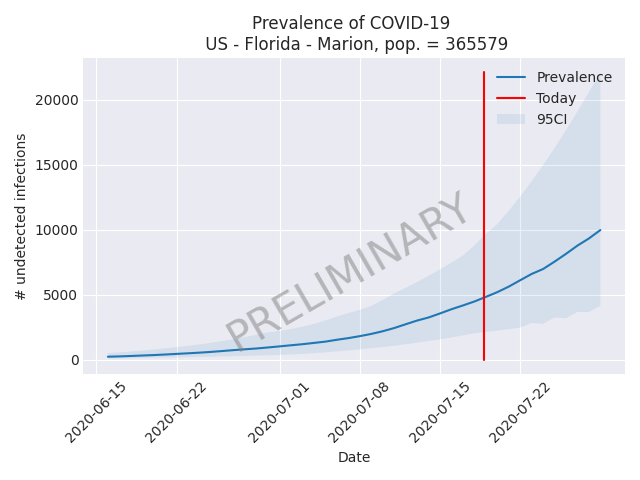 Prevalence of COVID-19
US - Florida - Marion, pop. = 365579
# undetected infections
20000
15000
10000
5000
0
Prevalence
Today
95CI
PRELIMINARY
2020-06-15
2020-06-22
2020-07-01
2020-07-08
2020-07-15
2020-07-22
Date